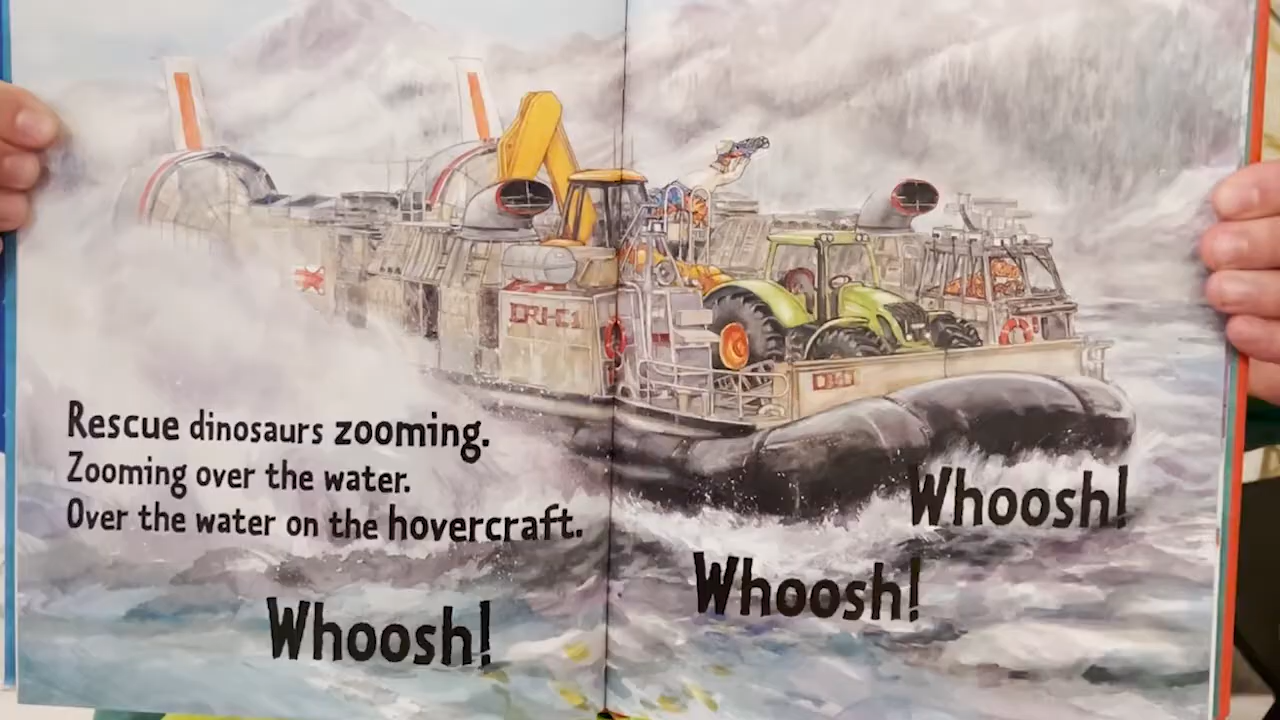 Rescue dinosaurs zooming.
Zooming over the water.
Over the water on the hovercraft.
Whoosh!
Whoosh!
Whoosh!